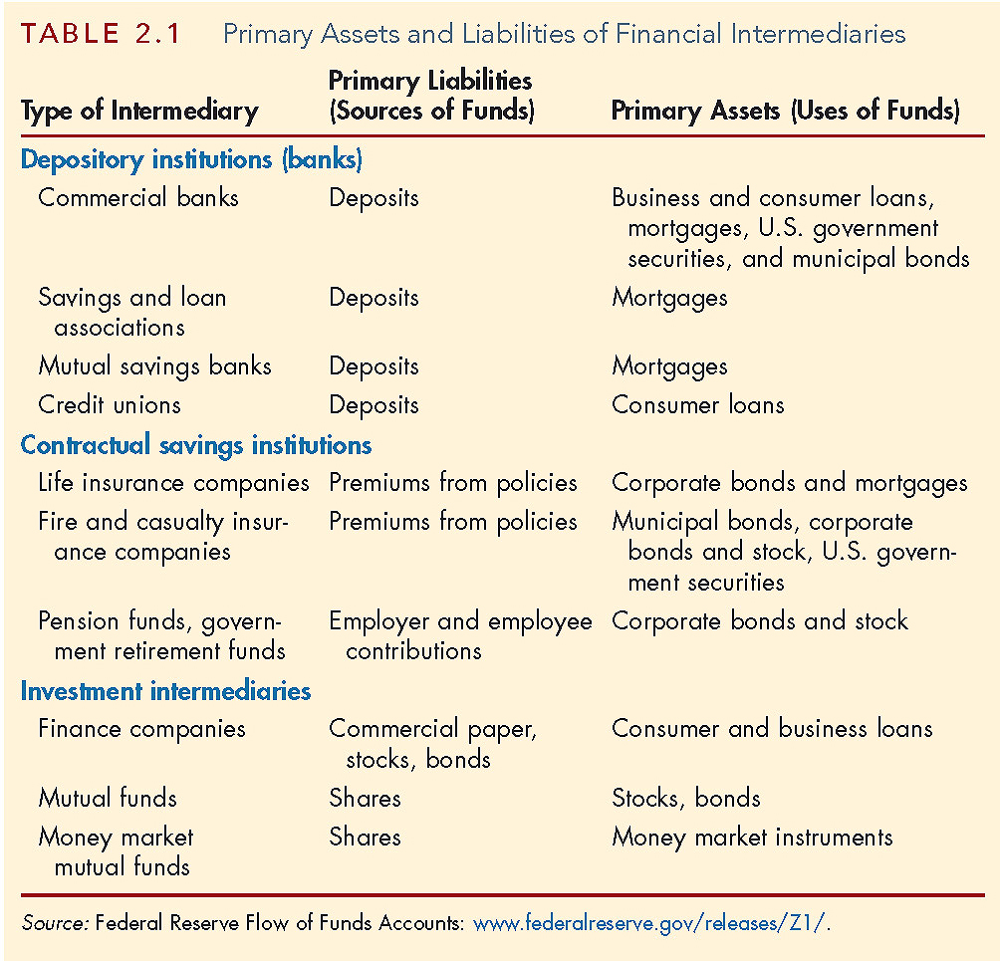 TABLE 2.1 Primary Assets and Liabilities of Financial Intermediaries
Type of Intermediary Primary Liabilities (Sources of Funds) Primary Assets (Uses of Funds)
Depository institutions (banks)
Commercial banks Deposits Business and consumer loans,
mortgages, U.S. government
securities, and municipal bonds
Savings and loan Deposits Mortgages
associations
Mutual savings banks Deposits Mortgages
Credit unions Deposits Consumer loans
Contractual savings institutions
Life insurance companies Premiums from policies Corporate bonds and mortgages
Fire and casualty insur- Premiums from policies Municipal bonds, corporate
ance companies bonds and stock, U.S. govern-
ment securities
Pension funds, govern- Employer and employee Corporate bonds and stock
ment retirement funds contributions
Investment intermediaries
Finance companies Commercial paper, Consumer and business loans
stocks, bonds
Mutual funds Shares Stocks, bonds
Money market Shares Money market instruments
mutual funds
Source: Federal Reserve Flow of Funds Accounts: www.federalreserve.gov/releases/Z1/.